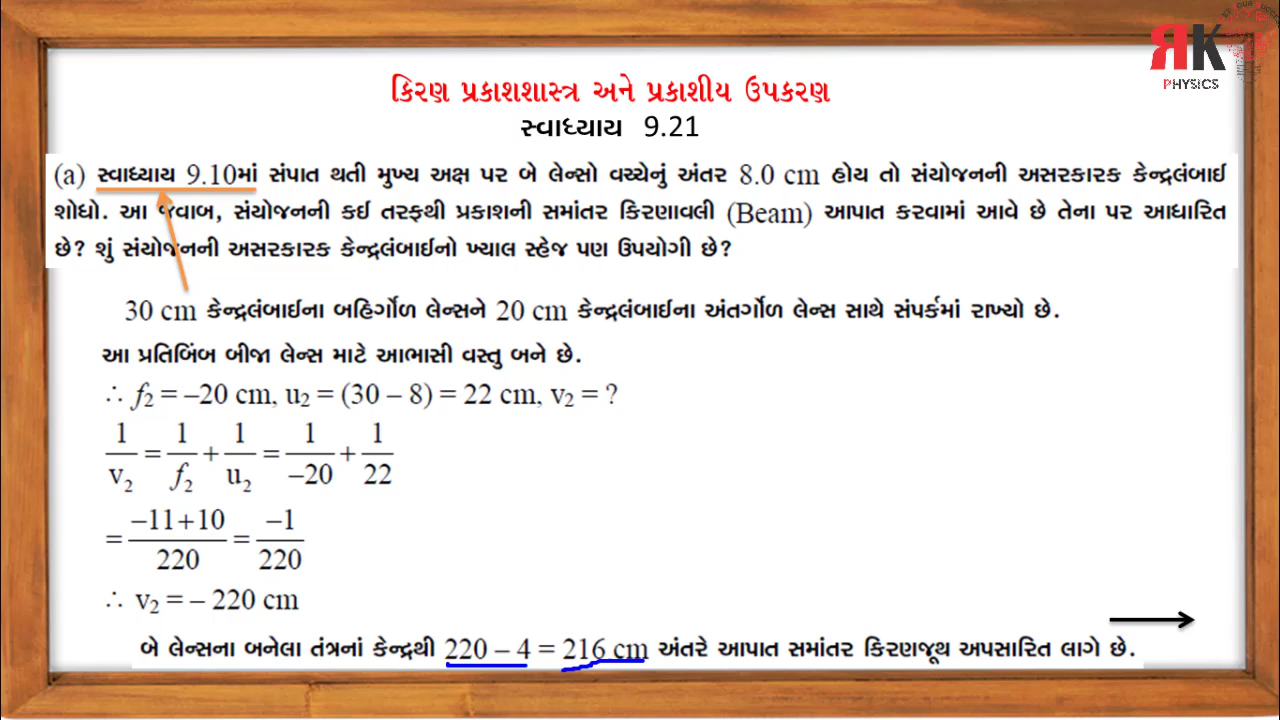 ЯK
PHYSICS
કિરણ પ્રકાશશાસ્ત્ર અને પ્રકાશીય ઉપકરણ
સ્વાધ્યાય 9.21
(a) સ્વાધ્યાય 9.10માં સંપાત થતી મુખ્ય અક્ષ પર બે લેન્સો વચ્ચેનું અંતર 8.0 cm હોય તો સંયોજનની અસરકારક કેન્દ્રલંબાઈ
શોધો. આ જવાબ, સંયોજનની કઈ તરફથી પ્રકાશની સમાંતર કિરણાવલી (Beam) આપાત કરવામાં આવે છે તેના પર આધારિત
છે? શું સંયોજનની અસરકારક કેન્દ્રલંબાઈનો ખ્યાલ સ્હેજ પણ ઉપયોગી છે?
30 cm કેન્દ્રલંબાઈના બહિર્ગોળ લેન્સને 20 cm કેન્દ્રલંબાઈના અંતર્ગોળ લેન્સ સાથે સંપર્કમાં રાખ્યો છે.
આ પ્રતિબિંબ બીજા લેન્સ માટે આભાસી વસ્તુ બને છે.
∴ f₂ = –20 cm, u₂ = (30 – 8) = 22 cm, v₂ = ?
1/v₂ = 1/f₂ + 1/u₂ = 1/–20 + 1/22
= –11+10/220 = –1/220
∴ v₂ = – 220 cm
બે લેન્સના બનેલા તંત્રનાં કેન્દ્રથી 220 – 4 = 216 cm અંતરે આપાત સમાંતર કિરણજૂથ અપસારિત લાગે છે.